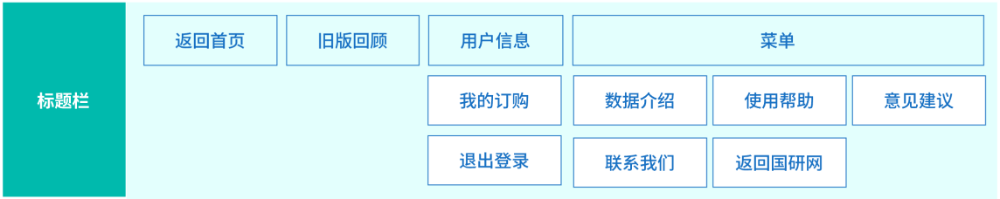 标题栏
返回首页
旧版回顾
用户信息
菜单
我的订购
数据介绍
使用帮助
意见建议
退出登录
联系我们
返回国研网